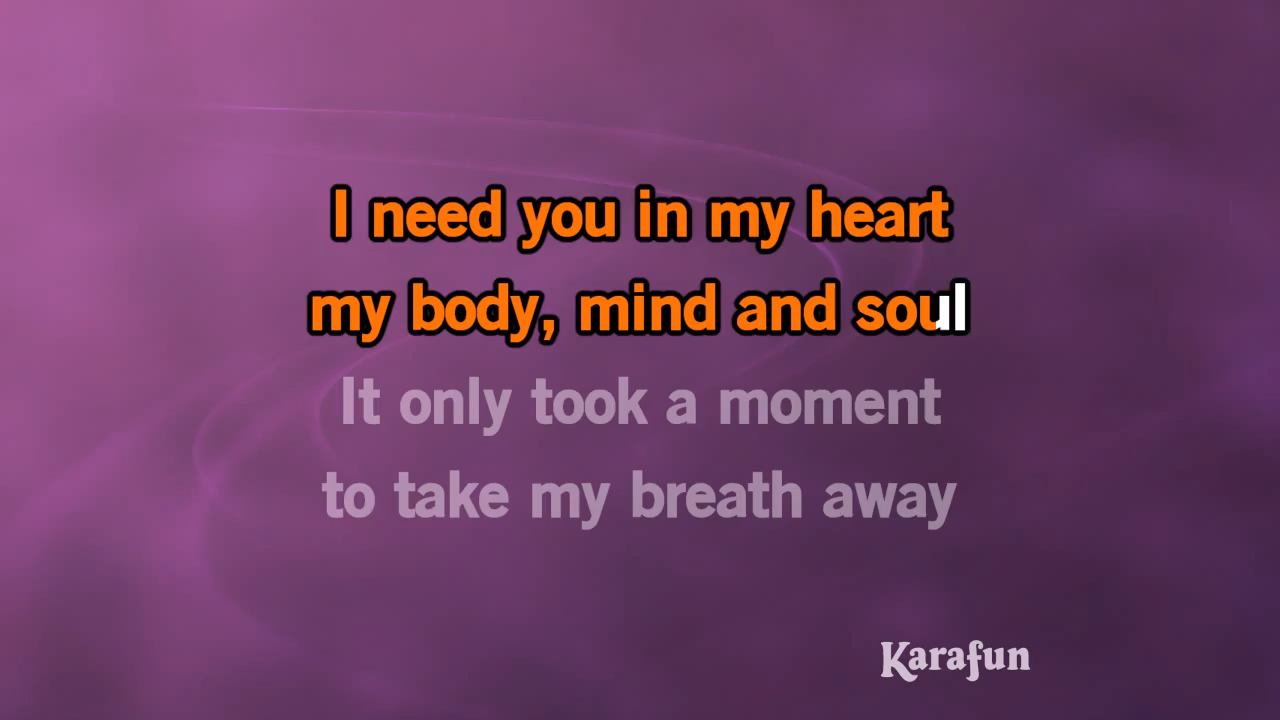 I need you in my heart
my body, mind and soul
It only took a moment
to take my breath away
Karafun